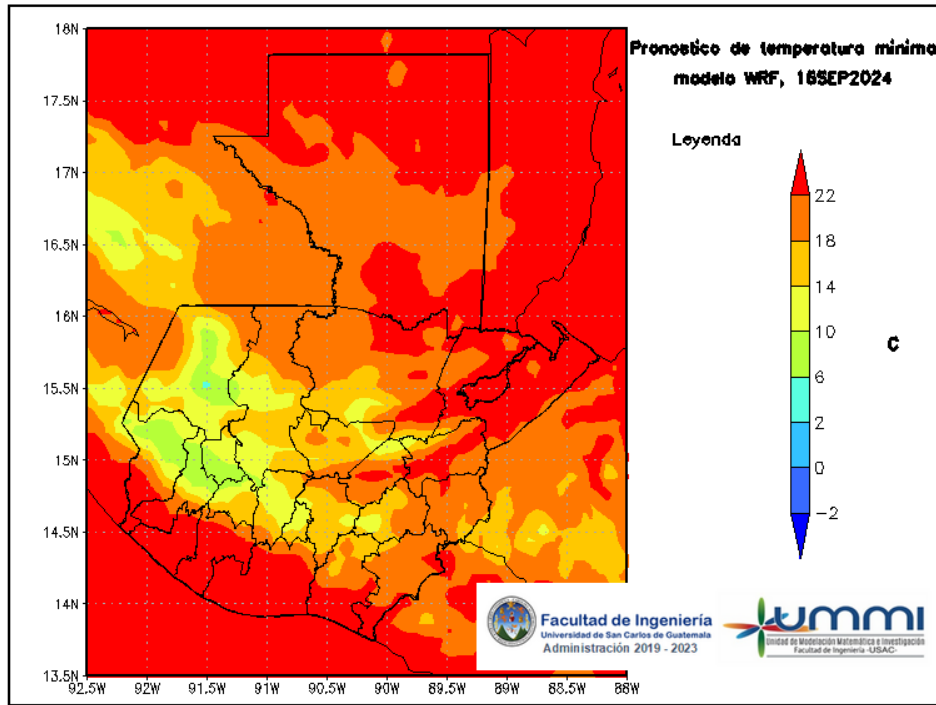 Pronostico de temperatura minima
modelo WRF, 16SEP2024
Leyenda
22
18
14
10
6
2
0
−2
C
18N
17.5N
17N
16.5N
16N
15.5N
15N
14.5N
14N
13.5N
92.5W 92W 91.5W 91W 90.5W 90W 89.5W 89W 88.5W 88W
Facultad de Ingeniería
Universidad de San Carlos de Guatemala
Administración 2019 - 2023
ummi
Unidad de Modelación Matemática e Investigación
Facultad de Ingeniería -USAC-